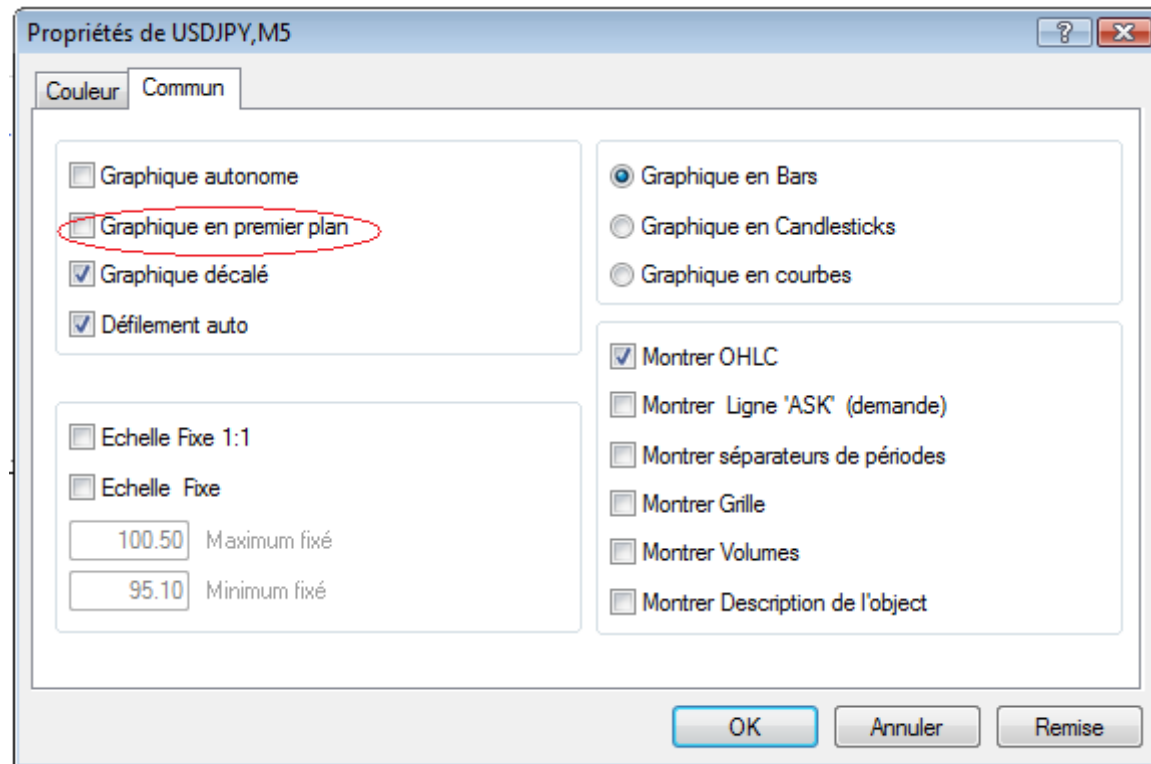 Propriétés de USDJPY,M5
Couleur
Commun
Graphique autonome
Graphique en premier plan
Graphique décalé
Défilement auto
Echelle Fixe 1:1
Echelle Fixe
100.50 Maximum fixé
95.10 Minimum fixé
Graphique en Bars
Graphique en Candlesticks
Graphique en courbes
Montrer OHLC
Montrer Ligne "ASK" (demande)
Montrer séparateurs de périodes
Montrer Grille
Montrer Volumes
Montrer Description de l'object
OK
Annuler
Remise